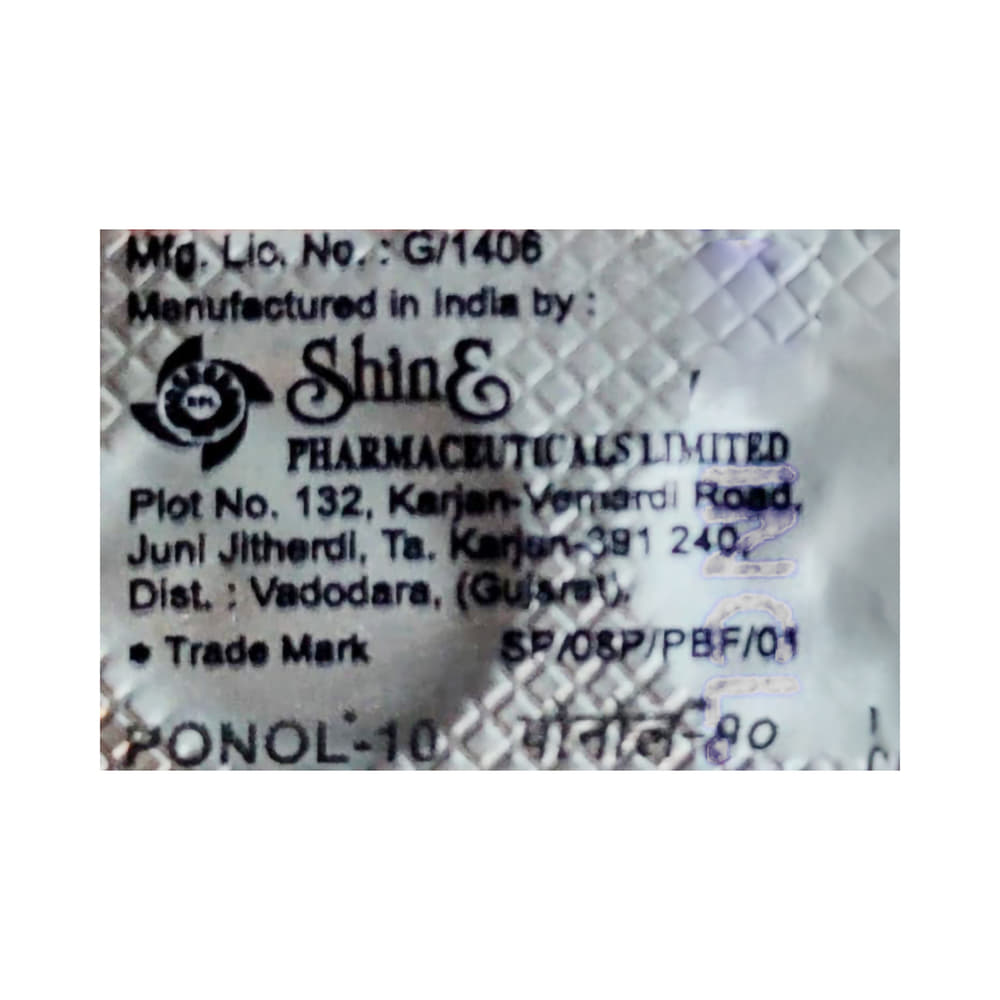 Mfg. Lic. No. : G/1406
Manufactured in India by :
ShinE
PHARMACEUTICALS LIMITED
Plot No. 132, Karjan-Vemardi Road,
Juni Jitherdi, Ta. Karjan-391 240,
Dist. : Vadodara, (Gujarat).
• Trade Mark SP/08P/PBF/01
PONOL*-10 पोनोल*-१०